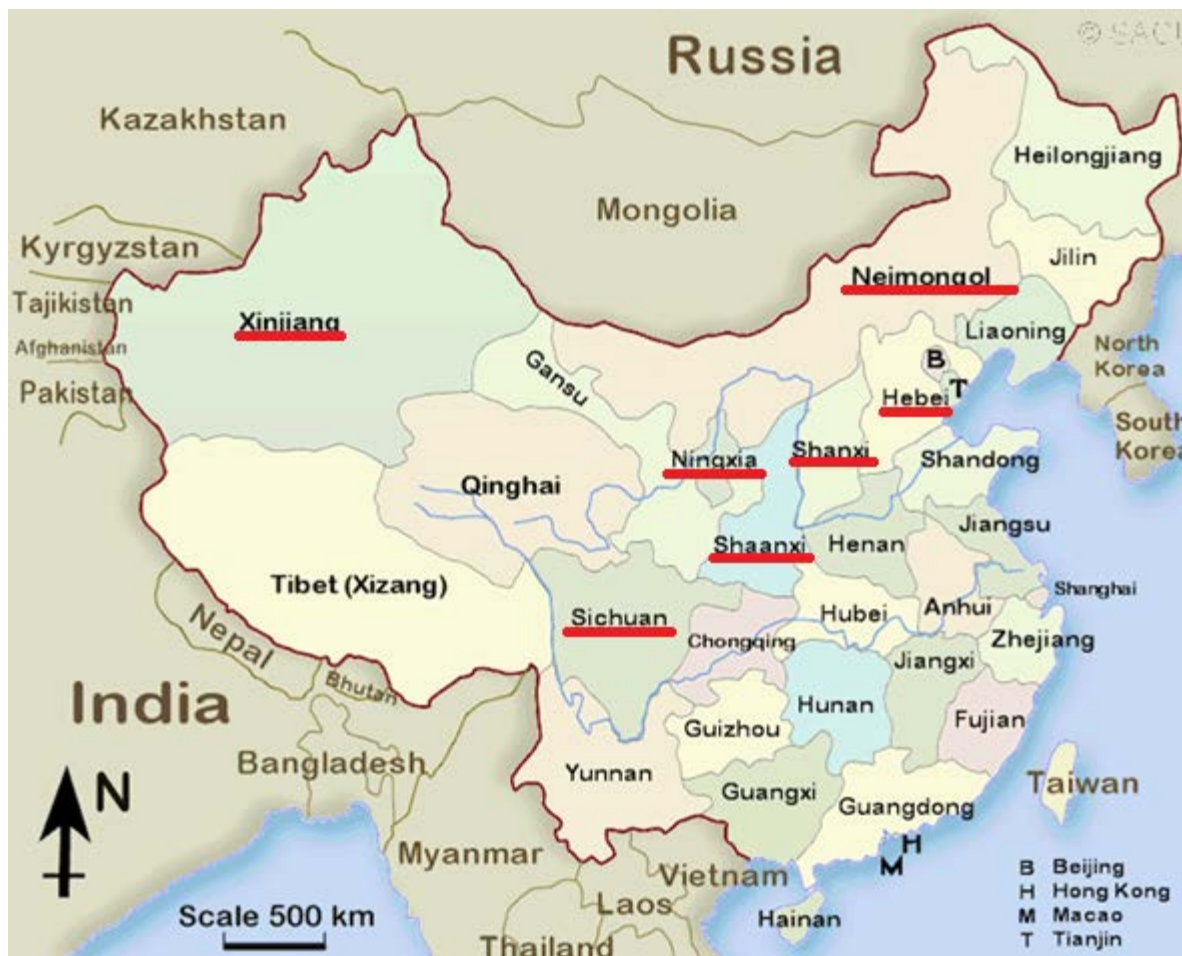 © SACU
Russia
Kazakhstan
Heilongjiang
Mongolia
Kyrgyzstan
Jilin
Neimongol
Tajikistan
Xinjiang
Liaoning
Afghanistan
North
Korea
Gansu
B
Pakistan
T
Hebei
South
Korea
Ningxia
Shanxi
Shandong
Qinghai
Jiangsu
Shaanxi
Henan
Tibet (Xizang)
Shanghai
Anhui
Sichuan
Hubei
Nepal
Chongqing
Zhejiang
Jiangxi
Bhutan
India
Hunan
Fujian
Guizhou
Bangladesh
Yunnan
Taiwan
Guangxi
Guangdong
N
H
Myanmar
M
Vietnam
B Beijing
H Hong Kong
M Macao
T Tianjin
Laos
Scale 500 km
Hainan
Thailand